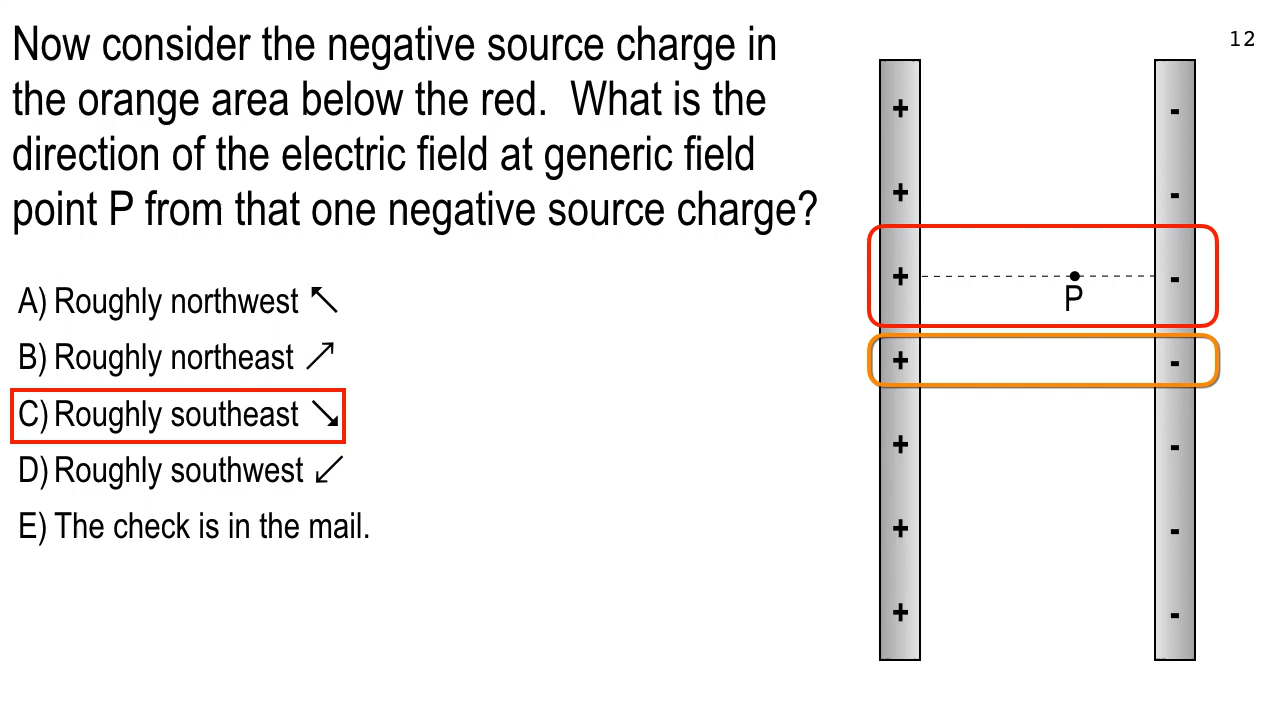 Now consider the negative source charge in
the orange area below the red.  What is the
direction of the electric field at generic field
point P from that one negative source charge?
12
A) Roughly northwest ↖
B) Roughly northeast ↗
C) Roughly southeast ↘
D) Roughly southwest ↙
E) The check is in the mail.
+ -
+ -
+ -
P
+ -
+ -
+ -
+ -